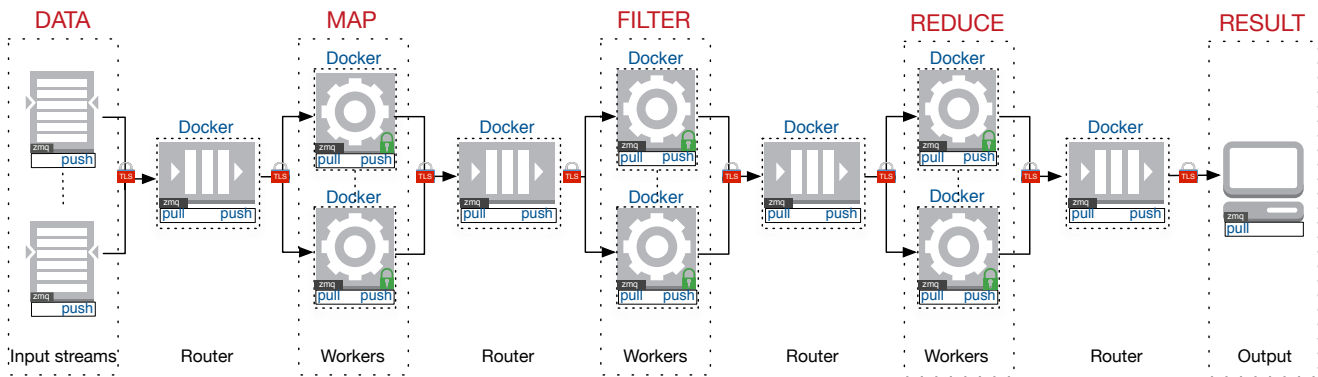 DATA
MAP
FILTER
REDUCE
RESULT
Docker
Docker
Docker
zmq
push
zmq
pull push
zmq
pull push
zmq
pull push
Docker
Docker
Docker
Docker
TLS
TLS
TLS
TLS
TLS
TLS
TLS
TLS
zmq
pull push
zmq
pull push
zmq
pull push
zmq
pull push
zmq
pull
Docker
Docker
Docker
zmq
push
zmq
pull push
zmq
pull push
zmq
pull push
Input streams
Router
Workers
Router
Workers
Router
Workers
Router
Output